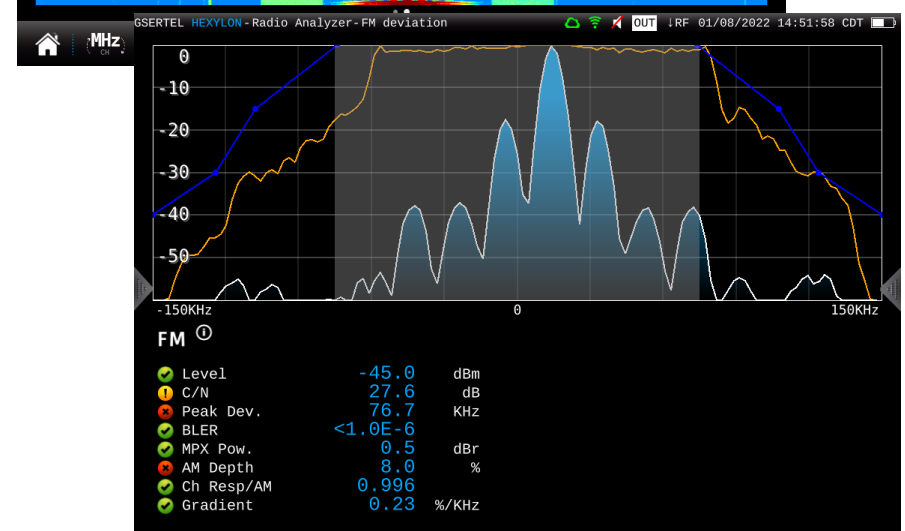 GSERTEL HEXYLON-Radio Analyzer-FM deviation OUT ↓RF 01/08/2022 14:51:58 CDT
MHz
CH
0
-10
-20
-30
-40
-50
-150KHz 0 150KHz
FM
Level -45.0 dBm
C/N 27.6 dB
Peak Dev. 76.7 KHz
BLER <1.0E-6
MPX Pow. 0.5 dBr
AM Depth 8.0 %
Ch Resp/AM 0.996
Gradient 0.23 %/KHz